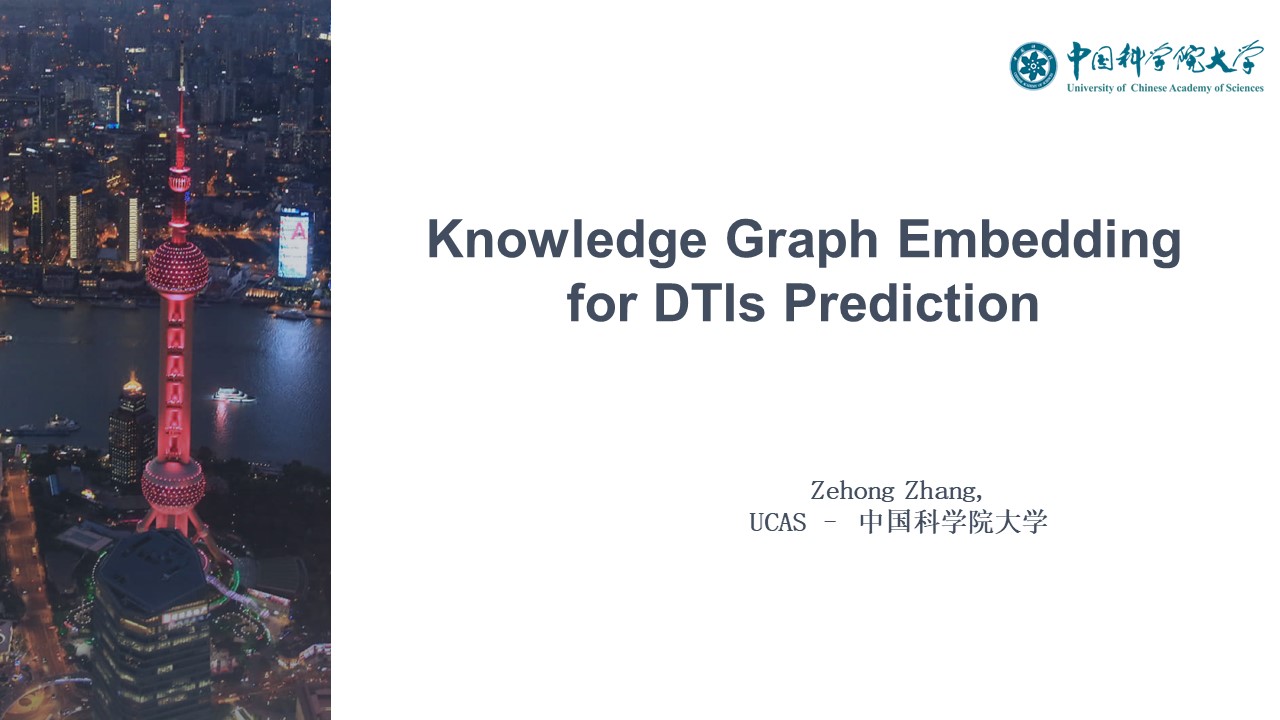 中国科学院大学
University of Chinese Academy of Sciences
A
Knowledge Graph Embedding
for DTIs Prediction
Zehong Zhang,
UCAS – 中国科学院大学